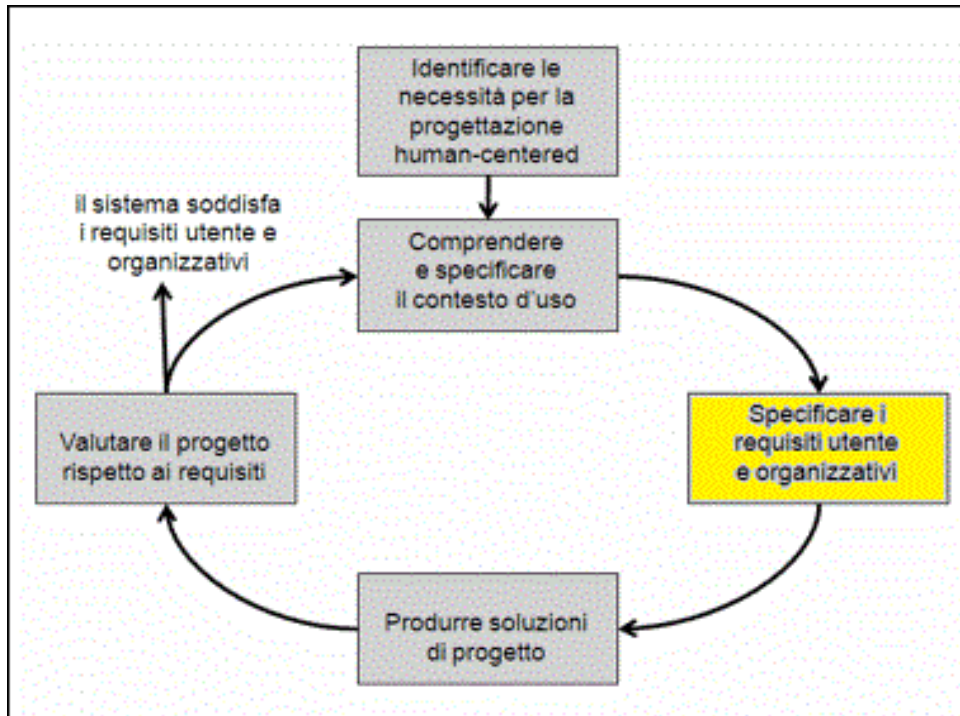 Identificare le
necessità per la
progettazione
human-centered
il sistema soddisfa
i requisiti utente e
organizzativi
Comprendere
e specificare
il contesto d'uso
Valutare il progetto
rispetto ai requisiti
Specificare i
requisiti utente
e organizzativi
Produrre soluzioni
di progetto